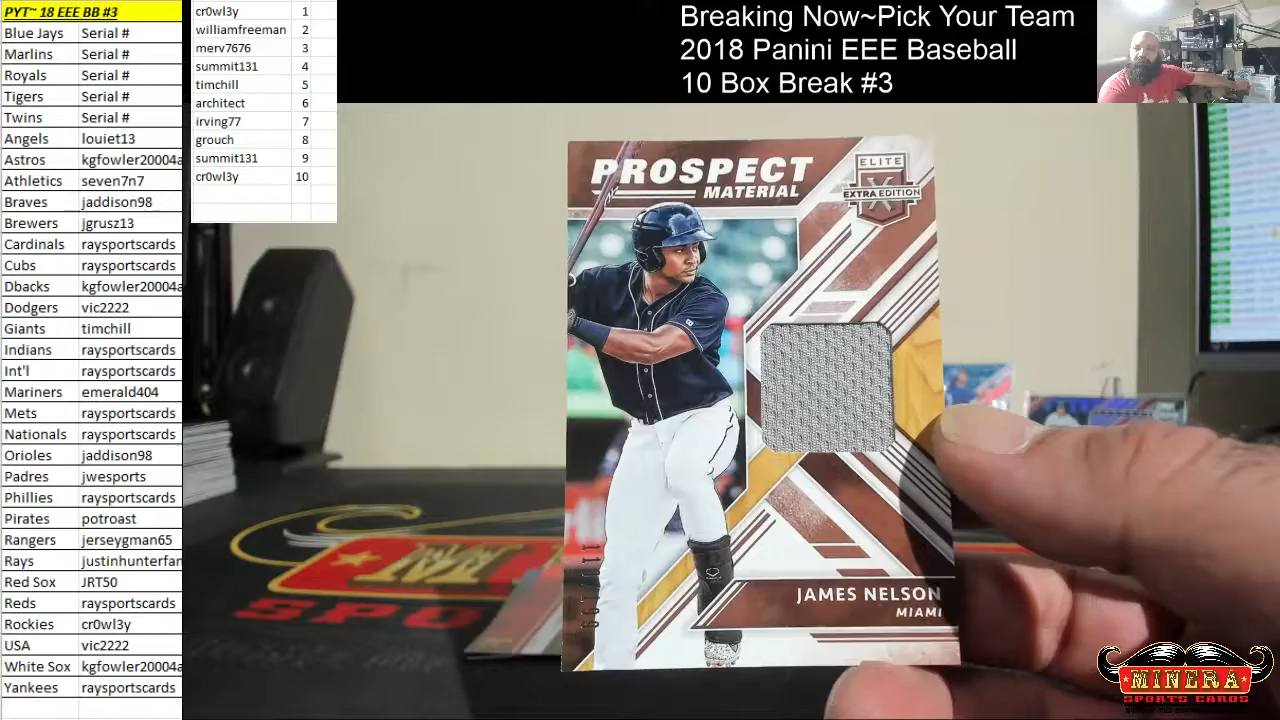 PYT~ 18 EEE BB #3
Blue Jays Serial #
Marlins Serial #
Royals Serial #
Tigers Serial #
Twins Serial #
Angels louiet13
Astros kgfowler20004a
Athletics seven7n7
Braves jaddison98
Brewers jgrusz13
Cardinals raysportscards
Cubs raysportscards
Dbacks kgfowler20004a
Dodgers vic2222
Giants timchill
Indians raysportscards
Int'l raysportscards
Mariners emerald404
Mets raysportscards
Nationals raysportscards
Orioles jaddison98
Padres jwesports
Phillies raysportscards
Pirates potroast
Rangers jerseygman65
Rays justinhunterfan
Red Sox JRT50
Reds raysportscards
Rockies cr0wl3y
USA vic2222
White Sox kgfowler20004a
Yankees raysportscards
cr0wl3y 1
williamfreeman 2
merv7676 3
summit131 4
timchill 5
architect 6
irving77 7
grouch 8
summit131 9
cr0wl3y 10
Breaking Now~Pick Your Team
2018 Panini EEE Baseball
10 Box Break #3
PROSPECT
MATERIAL
ELITE
X
EXTRA EDITION
JAMES NELSON
MIAMI
MINERA
SPORTS CARDS